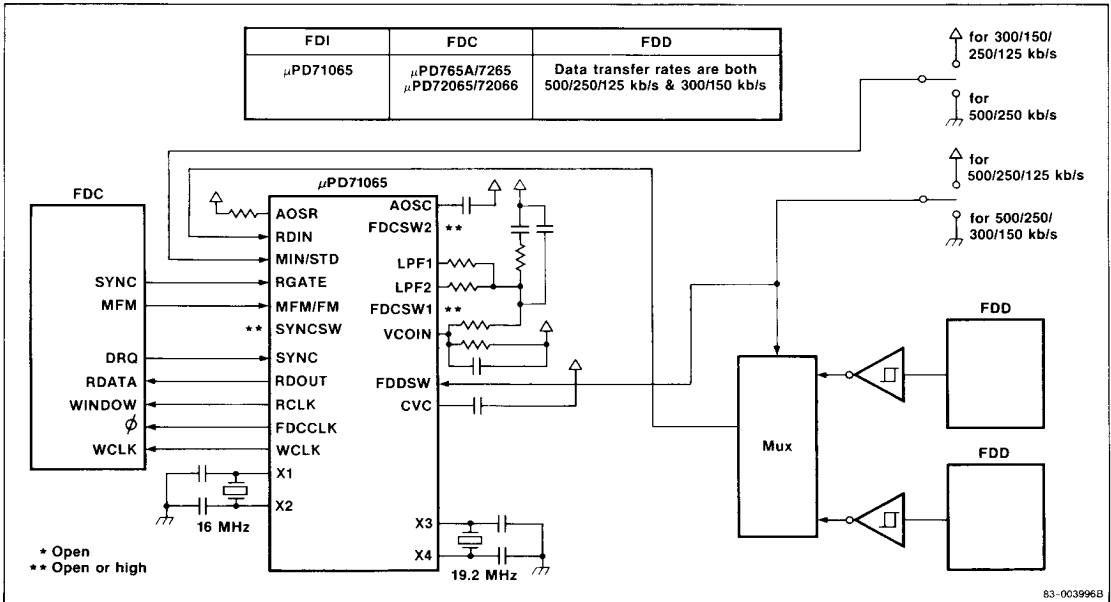 FDI
FDC
FDD
μPD71065
μPD765A/7265
μPD72065/72066
Data transfer rates are both
500/250/125 kb/s & 300/150 kb/s
for 300/150/
250/125 kb/s
for
500/250 kb/s
for
500/250/125 kb/s
for 500/250/
300/150 kb/s
FDC
SYNC
MFM
DRQ
RDATA
WINDOW
ϕ
WCLK
μPD71065
AOSR
RDIN
MIN/STD
RGATE
MFM/FM
** SYNCSW
SYNC
RDOUT
RCLK
FDCCLK
WCLK
X1
X2
AOSC
FDCSW2 **
LPF1
LPF2
FDCSW1 **
VCOIN
FDDSW
CVC
X3
X4
16 MHz
19.2 MHz
Mux
FDD
FDD
* Open
** Open or high
83-003996B